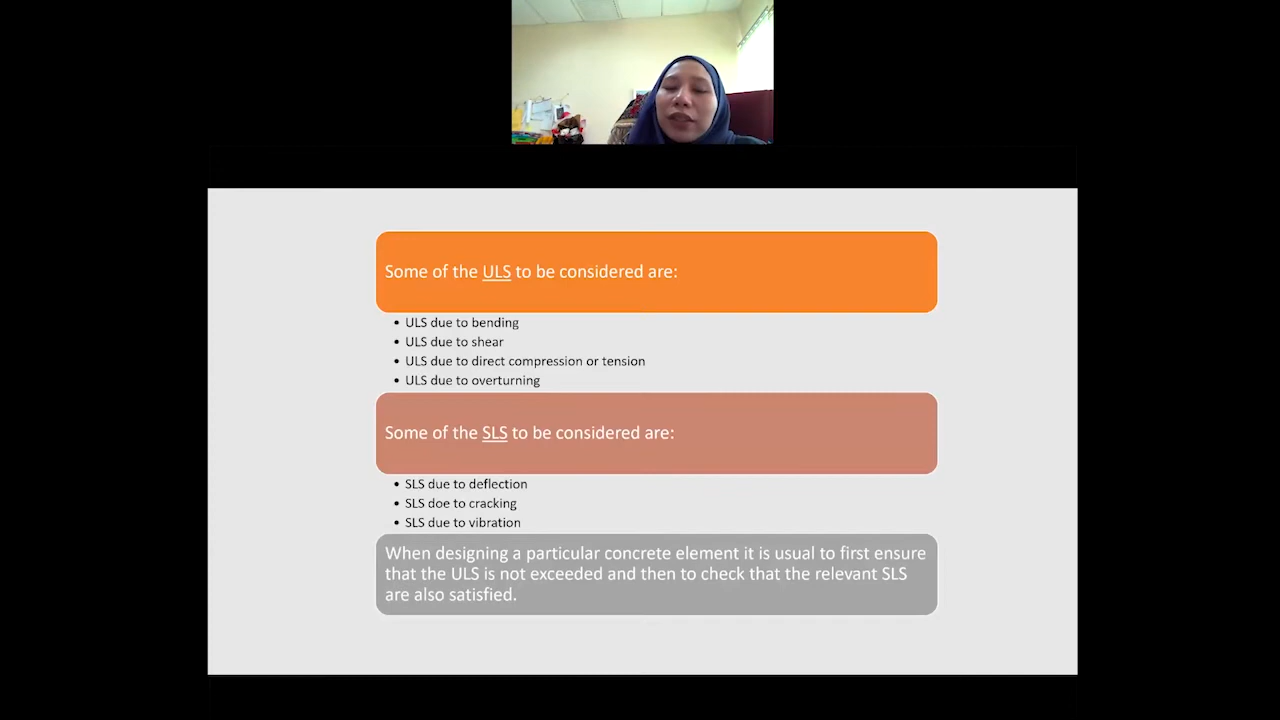 Some of the ULS to be considered are:
• ULS due to bending
• ULS due to shear
• ULS due to direct compression or tension
• ULS due to overturning
Some of the SLS to be considered are:
• SLS due to deflection
• SLS doe to cracking
• SLS due to vibration
When designing a particular concrete element it is usual to first ensure
that the ULS is not exceeded and then to check that the relevant SLS
are also satisfied.